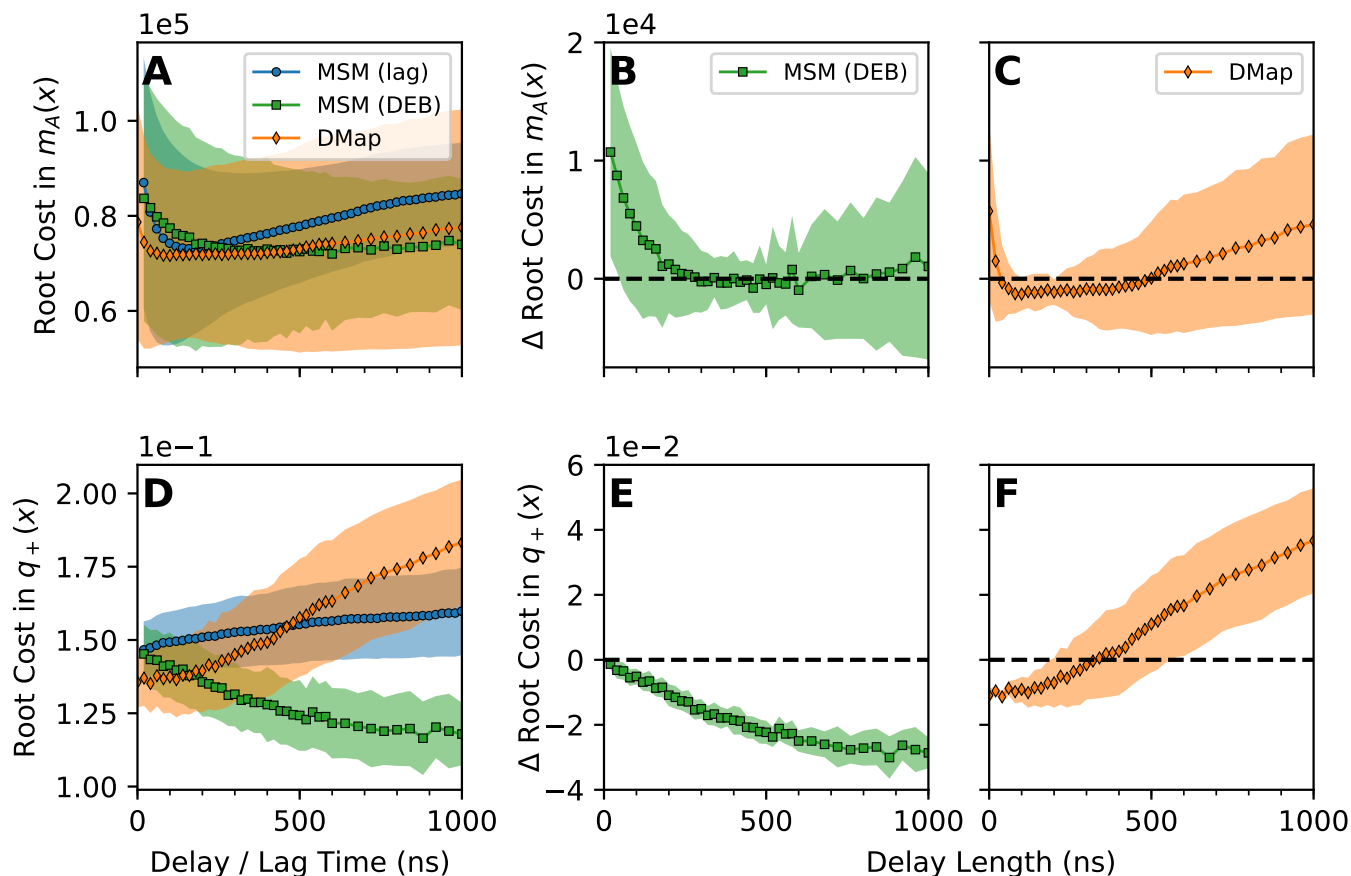 1e5
A
MSM (lag)
MSM (DEB)
DMap
Root Cost in m_A(x)
1.0
0.8
0.6
1e4
B
MSM (DEB)
Δ Root Cost in m_A(x)
2
1
0
C
DMap
1e−1
D
Root Cost in q_+(x)
2.00
1.75
1.50
1.25
1.00
0
500
1000
Delay / Lag Time (ns)
1e−2
E
Δ Root Cost in q_+(x)
6
4
2
0
−2
−4
0
500
1000
F
0
500
1000
Delay Length (ns)